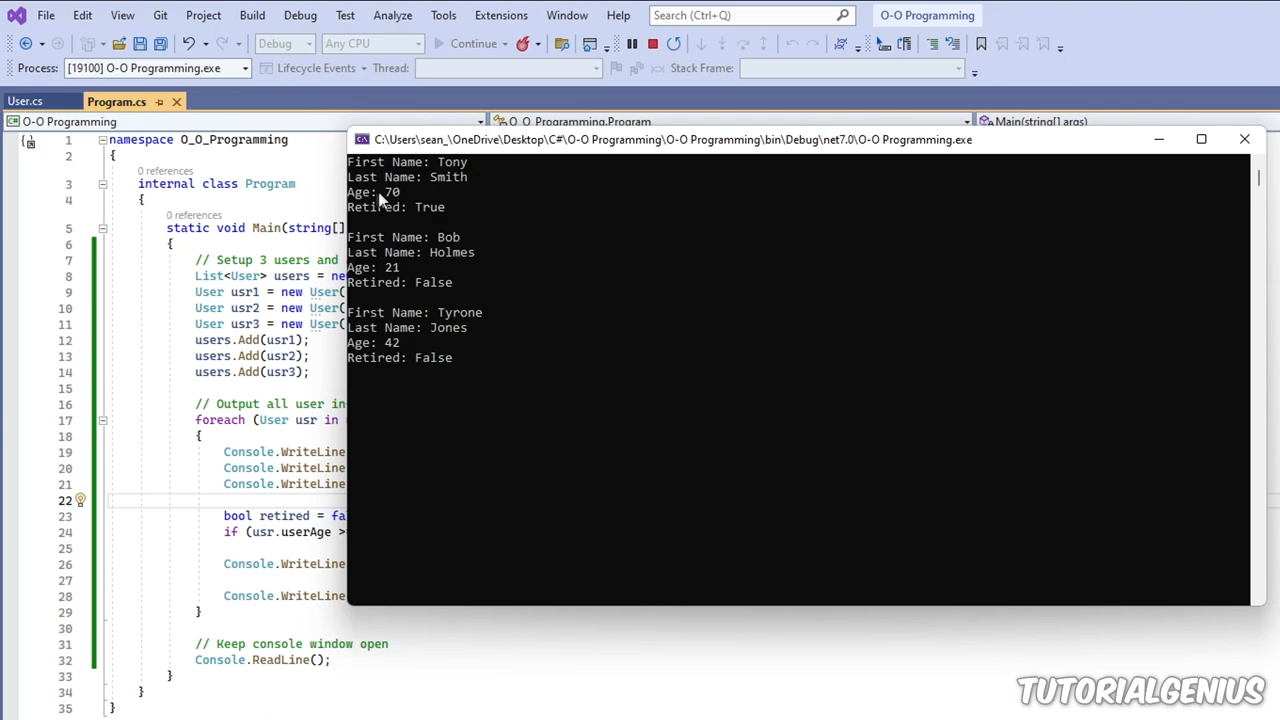 File Edit View Git Project Build Debug Test Analyze Tools Extensions Window Help Search (Ctrl+Q) O-O Programming
Debug Any CPU Continue
Process: [19100] O-O Programming.exe Lifecycle Events Thread: Stack Frame:
User.cs Program.cs
O-O Programming O_O_Programming.Program Main(string[] args)
1 namespace O_O_Programming
2 {
0 references
3 internal class Program
4 {
0 references
5 static void Main(string[]
6 {
7 // Setup 3 users and
8 List<User> users = ne
9 User usr1 = new User(
10 User usr2 = new User(
11 User usr3 = new User(
12 users.Add(usr1);
13 users.Add(usr2);
14 users.Add(usr3);
15
16 // Output all user in
17 foreach (User usr in
18 {
19 Console.WriteLine
20 Console.WriteLine
21 Console.WriteLine
22
23 bool retired = fa
24 if (usr.userAge >
25
26 Console.WriteLine
27
28 Console.WriteLine
29 }
30
31 // Keep console window open
32 Console.ReadLine();
33 }
34 }
35 }
C:\Users\sean_\OneDrive\Desktop\C#\O-O Programming\O-O Programming\bin\Debug\net7.0\O-O Programming.exe
First Name: Tony
Last Name: Smith
Age: 70
Retired: True
First Name: Bob
Last Name: Holmes
Age: 21
Retired: False
First Name: Tyrone
Last Name: Jones
Age: 42
Retired: False
TUTORIALGENIUS